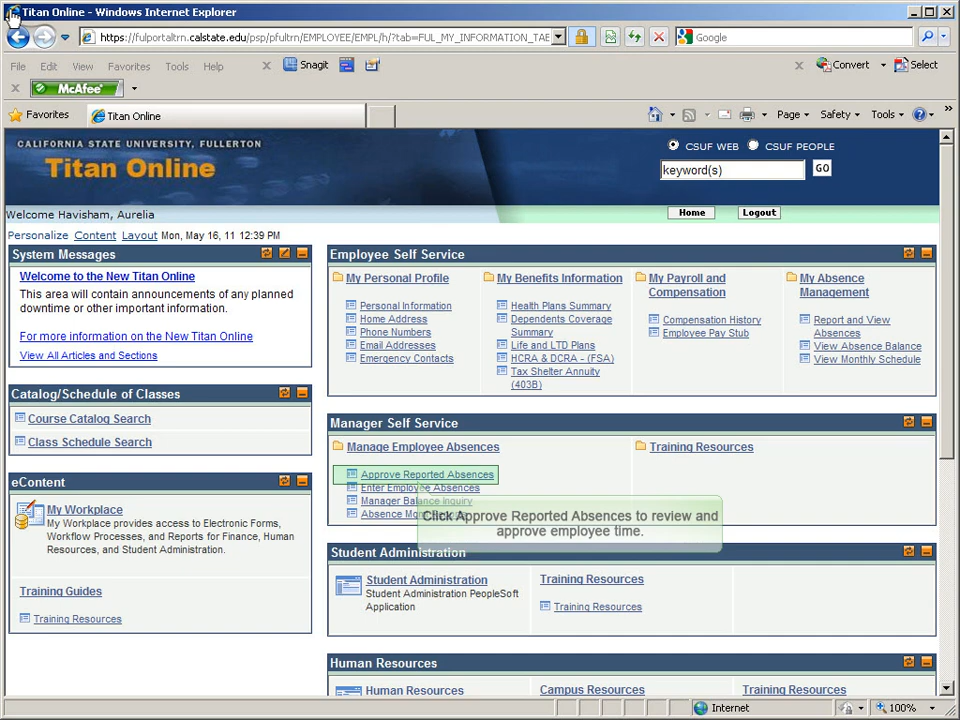 Titan Online - Windows Internet Explorer
https://fulportaltrn.calstate.edu/psp/pfultrn/EMPLOYEE/EMPL/h/?tab=FUL_MY_INFORMATION_TAB
Google
File Edit View Favorites Tools Help
Snagit
Convert
Select
McAfee
Favorites
Titan Online
Page Safety Tools
CALIFORNIA STATE UNIVERSITY, FULLERTON
Titan Online
CSUF WEB CSUF PEOPLE
keyword(s) GO
Welcome Havisham, Aurelia
Home Logout
Personalize Content Layout Mon, May 16, 11 12:39 PM
System Messages
Welcome to the New Titan Online
This area will contain announcements of any planned
downtime or other important information.
For more information on the New Titan Online
View All Articles and Sections
Catalog/Schedule of Classes
Course Catalog Search
Class Schedule Search
eContent
My Workplace
My Workplace provides access to Electronic Forms,
Workflow Processes, and Reports for Finance, Human
Resources, and Student Administration.
Training Guides
Training Resources
Employee Self Service
My Personal Profile
Personal Information
Home Address
Phone Numbers
Email Addresses
Emergency Contacts
My Benefits Information
Health Plans Summary
Dependents Coverage
Summary
Life and LTD Plans
HCRA & DCRA - (FSA)
Tax Shelter Annuity
(403B)
My Payroll and
Compensation
Compensation History
Employee Pay Stub
My Absence
Management
Report and View
Absences
View Absence Balance
View Monthly Schedule
Manager Self Service
Manage Employee Absences
Approve Reported Absences
Enter Employee Absences
Manager Balance Inquiry
Absence
Training Resources
Click Approve Reported Absences to review and
approve employee time.
Student Administration
Student Administration
Student Administration PeopleSoft
Application
Training Resources
Training Resources
Human Resources
Human Resources
Campus Resources
Training Resources
Internet
100%